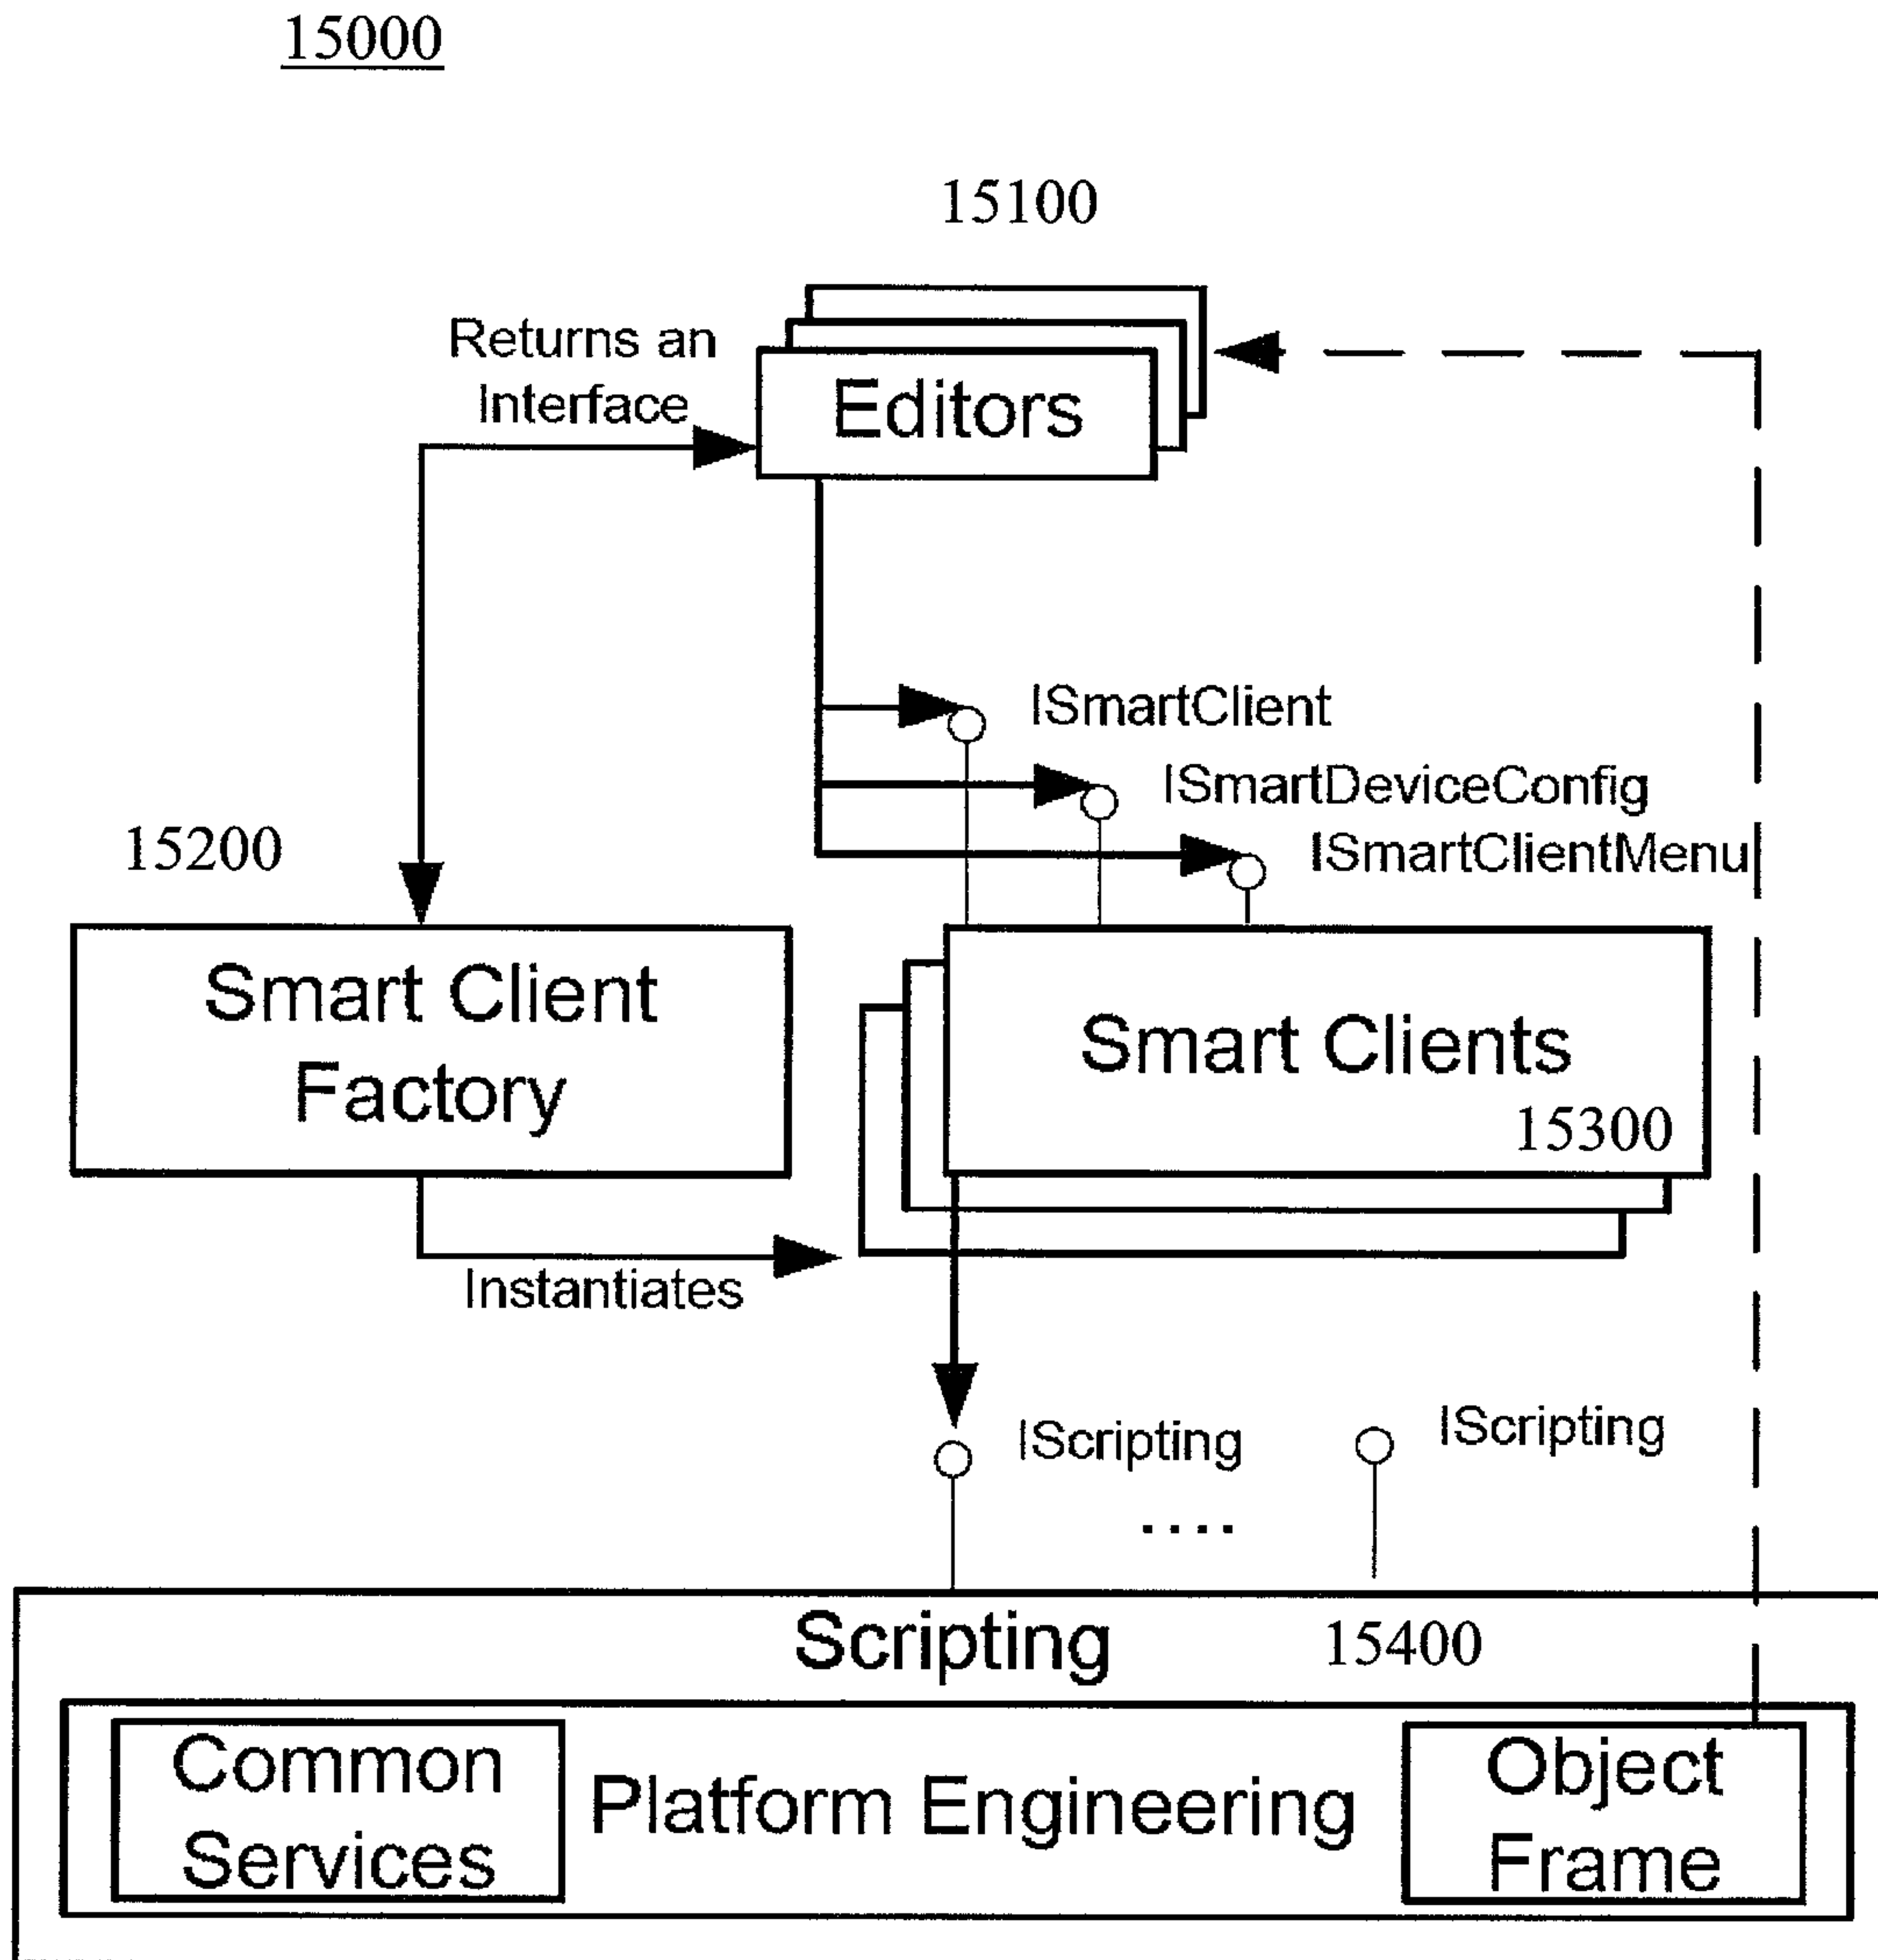 15000
15100
Returns an
Interface
Editors
ISmartClient
ISmartDeviceConfig
ISmartClientMenu
15200
Smart Client
Factory
Smart Clients
15300
Instantiates
IScripting
IScripting
....
Scripting
15400
Common
Services
Platform Engineering
Object
Frame